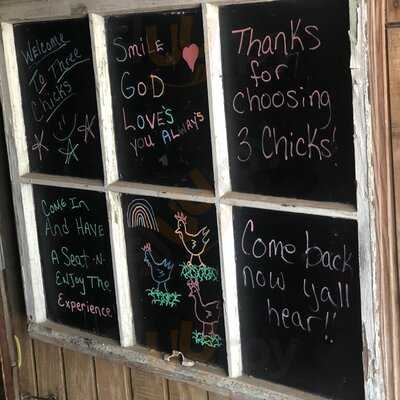 Welcome
To Three
Chicks
Smile
GOD
LOVE'S
you Always
Thanks
for
choosing
3 Chicks!
Come In
And Have
A Seat-N-
Enjoy The
Experience.
Come back
now yall
hear!!